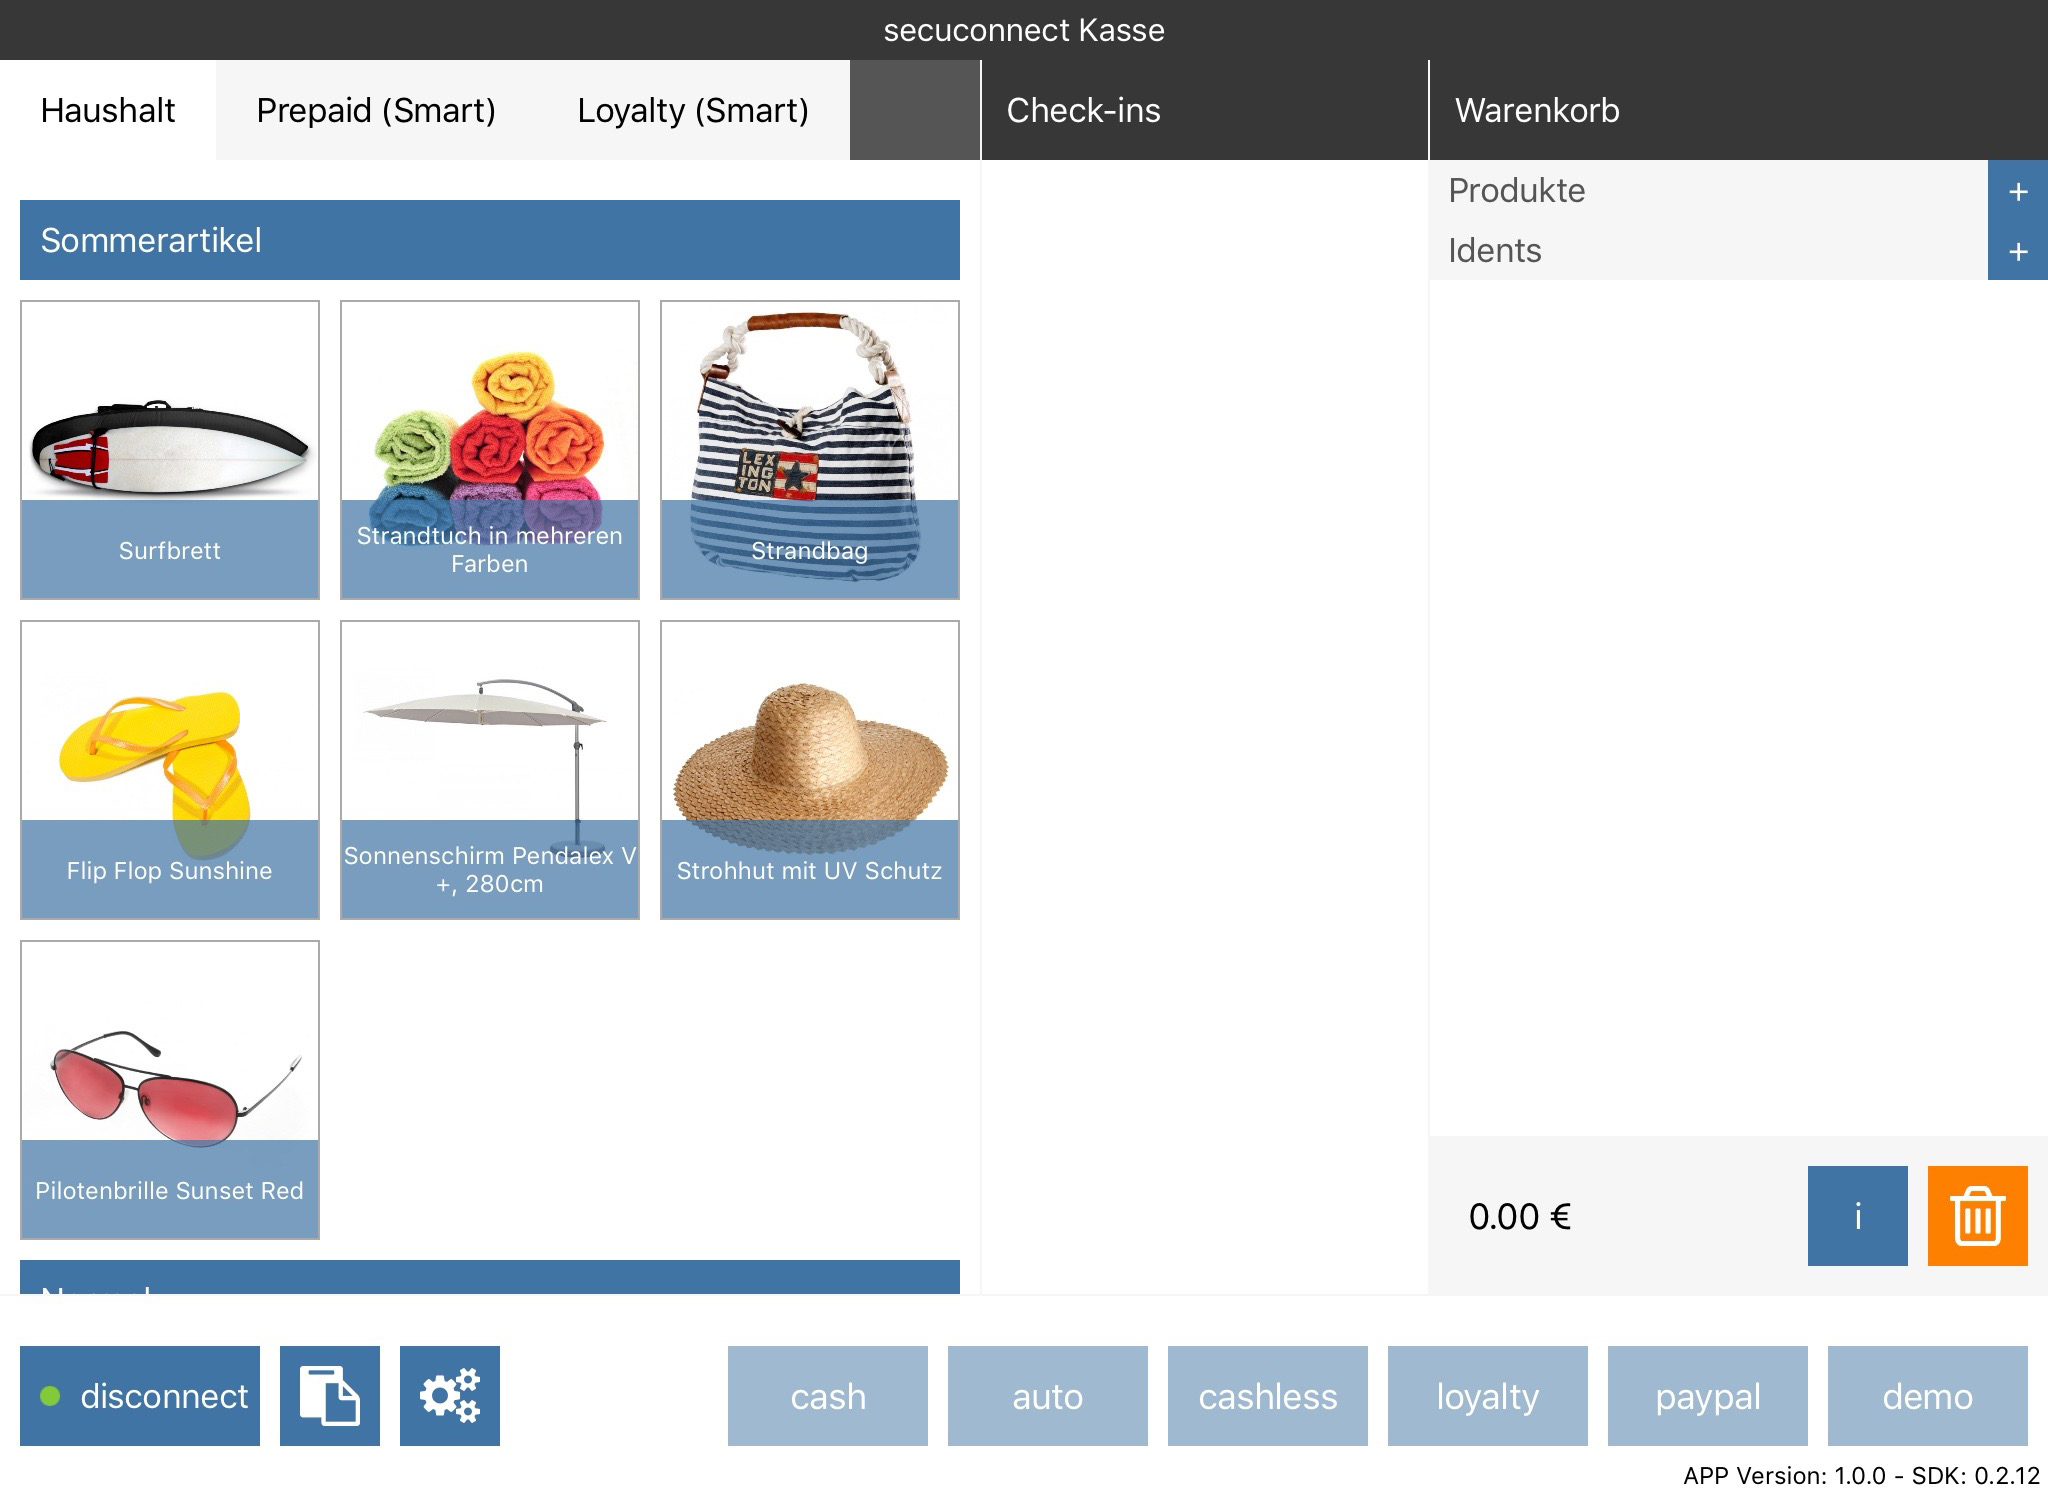 secuconnect Kasse
Haushalt
Prepaid (Smart)
Loyalty (Smart)
Check-ins
Warenkorb
Produkte
+
Idents
+
Sommerartikel
LEX
ING
TON
Surfbrett
Strandtuch in mehreren
Farben
Strandbag
Flip Flop Sunshine
Sonnenschirm Pendalex V
+, 280cm
Strohhut mit UV Schutz
Pilotenbrille Sunset Red
0.00 €
i
disconnect
cash
auto
cashless
loyalty
paypal
demo
APP Version: 1.0.0 - SDK: 0.2.12